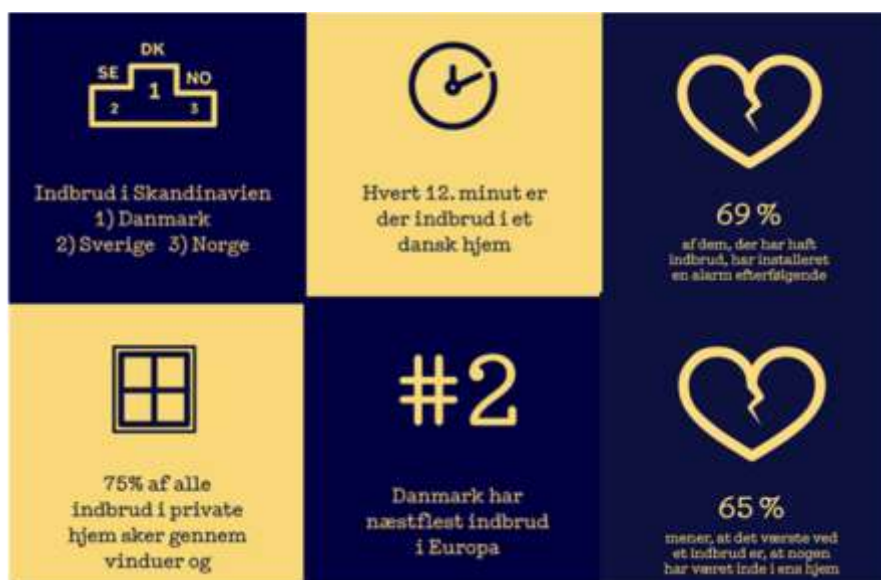 DK
SE
1
NO
2
3
Indbrud i Skandinavien
1) Danmark
2) Sverige 3) Norge
Hvert 12. minut er
der indbrud i et
dansk hjem
69 %
af dem, der har haft
indbrud, har installeret
en alarm efterfølgende
75% af alle
indbrud i private
hjem sker gennem
vinduer og
#2
Danmark har
næstflest indbrud
i Europa
65 %
mener, at det værste ved
et indbrud er, at nogen
har været inde i ens hjem